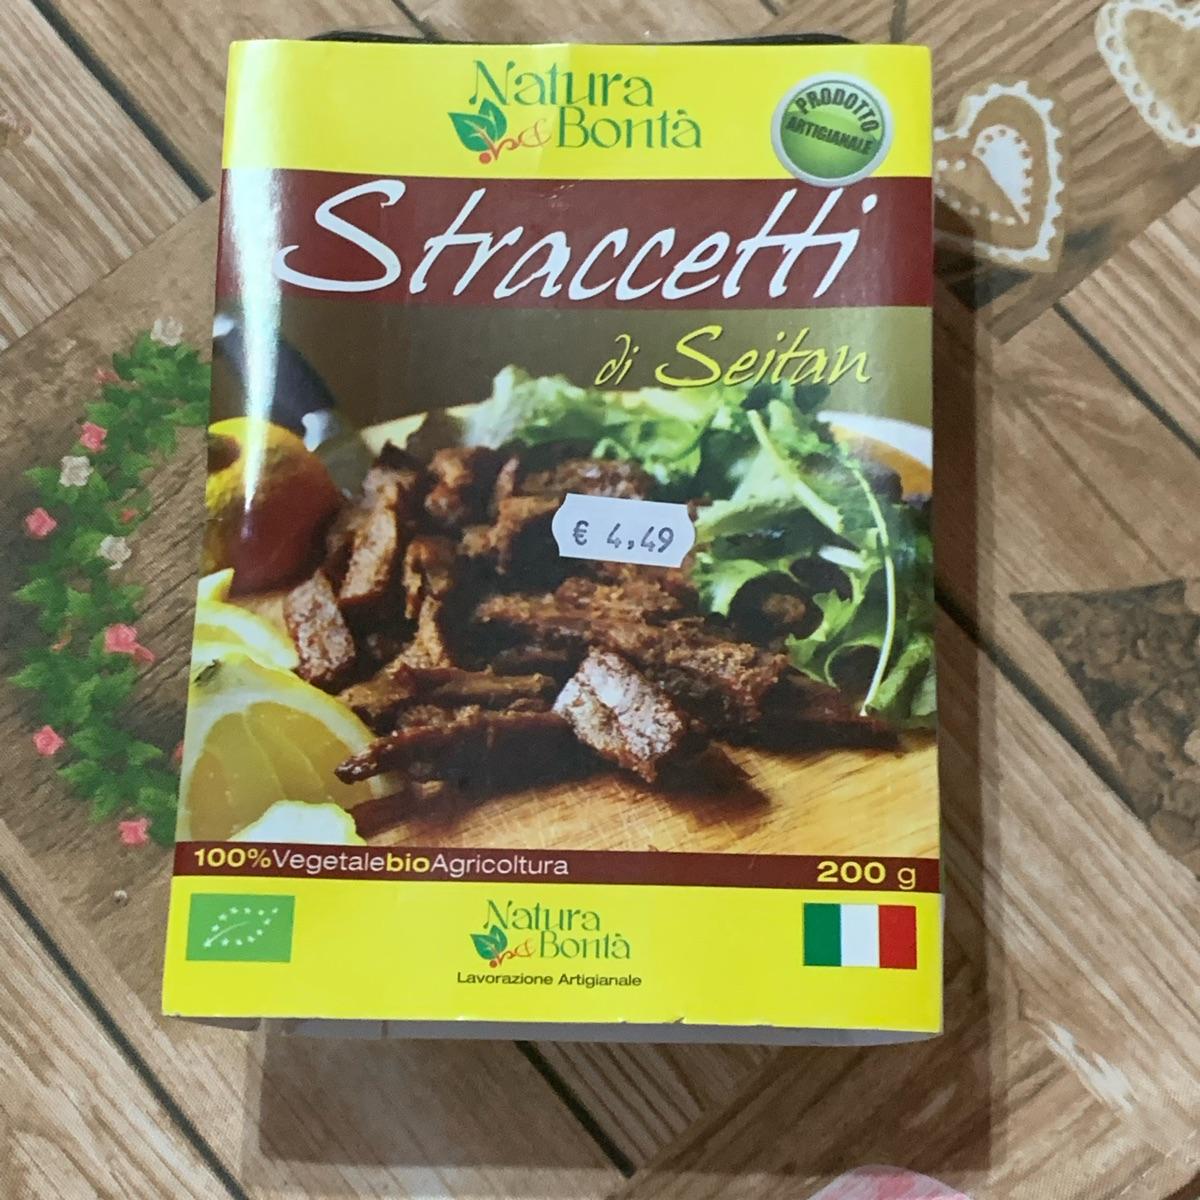 Natura
& Bontà
PRODOTTO
ARTIGIANALE
Straccetti
di Seitan
€ 4,49
100%VegetalebioAgricoltura
200 g
Natura
& Bontà
Lavorazione Artigianale